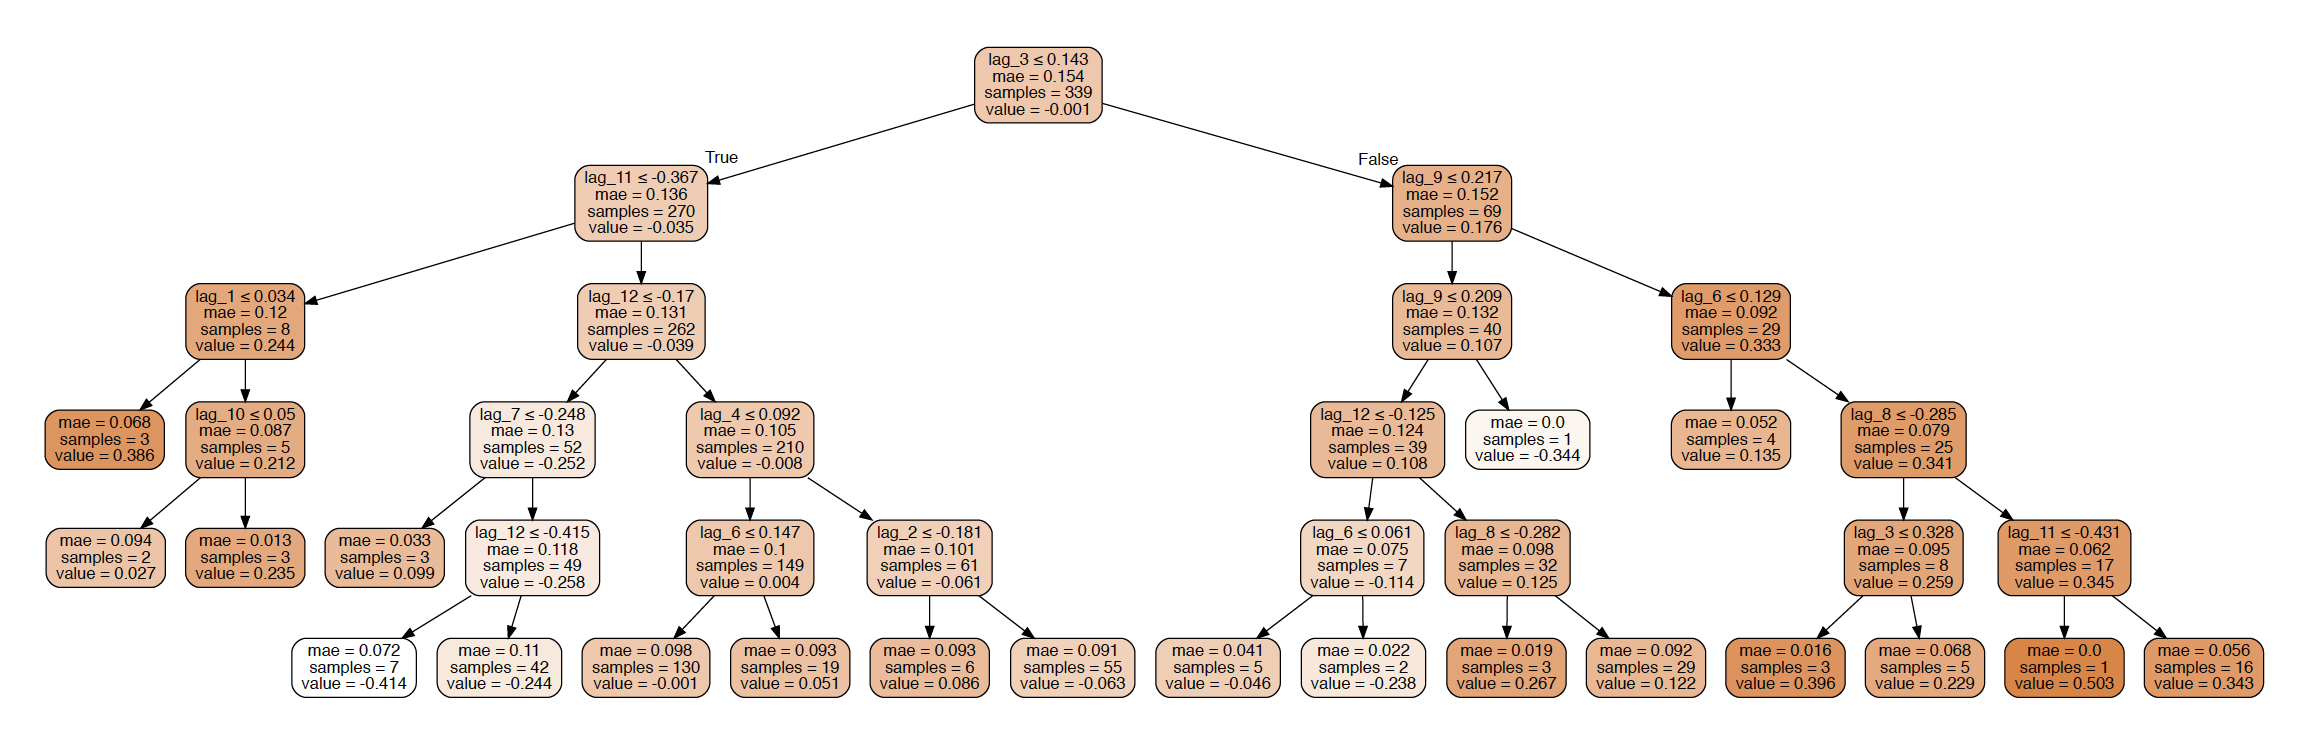 lag_3 ≤ 0.143
mae = 0.154
samples = 339
value = -0.001
True
False
lag_11 ≤ -0.367
mae = 0.136
samples = 270
value = -0.035
lag_9 ≤ 0.217
mae = 0.152
samples = 69
value = 0.176
lag_1 ≤ 0.034
mae = 0.12
samples = 8
value = 0.244
lag_12 ≤ -0.17
mae = 0.131
samples = 262
value = -0.039
lag_9 ≤ 0.209
mae = 0.132
samples = 40
value = 0.107
lag_6 ≤ 0.129
mae = 0.092
samples = 29
value = 0.333
mae = 0.068
samples = 3
value = 0.386
lag_10 ≤ 0.05
mae = 0.087
samples = 5
value = 0.212
lag_7 ≤ -0.248
mae = 0.13
samples = 52
value = -0.252
lag_4 ≤ 0.092
mae = 0.105
samples = 210
value = -0.008
lag_12 ≤ -0.125
mae = 0.124
samples = 39
value = 0.108
mae = 0.0
samples = 1
value = -0.344
mae = 0.052
samples = 4
value = 0.135
lag_8 ≤ -0.285
mae = 0.079
samples = 25
value = 0.341
mae = 0.094
samples = 2
value = 0.027
mae = 0.013
samples = 3
value = 0.235
mae = 0.033
samples = 3
value = 0.099
lag_12 ≤ -0.415
mae = 0.118
samples = 49
value = -0.258
lag_6 ≤ 0.147
mae = 0.1
samples = 149
value = 0.004
lag_2 ≤ -0.181
mae = 0.101
samples = 61
value = -0.061
lag_6 ≤ 0.061
mae = 0.075
samples = 7
value = -0.114
lag_8 ≤ -0.282
mae = 0.098
samples = 32
value = 0.125
lag_3 ≤ 0.328
mae = 0.095
samples = 8
value = 0.259
lag_11 ≤ -0.431
mae = 0.062
samples = 17
value = 0.345
mae = 0.072
samples = 7
value = -0.414
mae = 0.11
samples = 42
value = -0.244
mae = 0.098
samples = 130
value = -0.001
mae = 0.093
samples = 19
value = 0.051
mae = 0.093
samples = 6
value = 0.086
mae = 0.091
samples = 55
value = -0.063
mae = 0.041
samples = 5
value = -0.046
mae = 0.022
samples = 2
value = -0.238
mae = 0.019
samples = 3
value = 0.267
mae = 0.092
samples = 29
value = 0.122
mae = 0.016
samples = 3
value = 0.396
mae = 0.068
samples = 5
value = 0.229
mae = 0.0
samples = 1
value = 0.503
mae = 0.056
samples = 16
value = 0.343